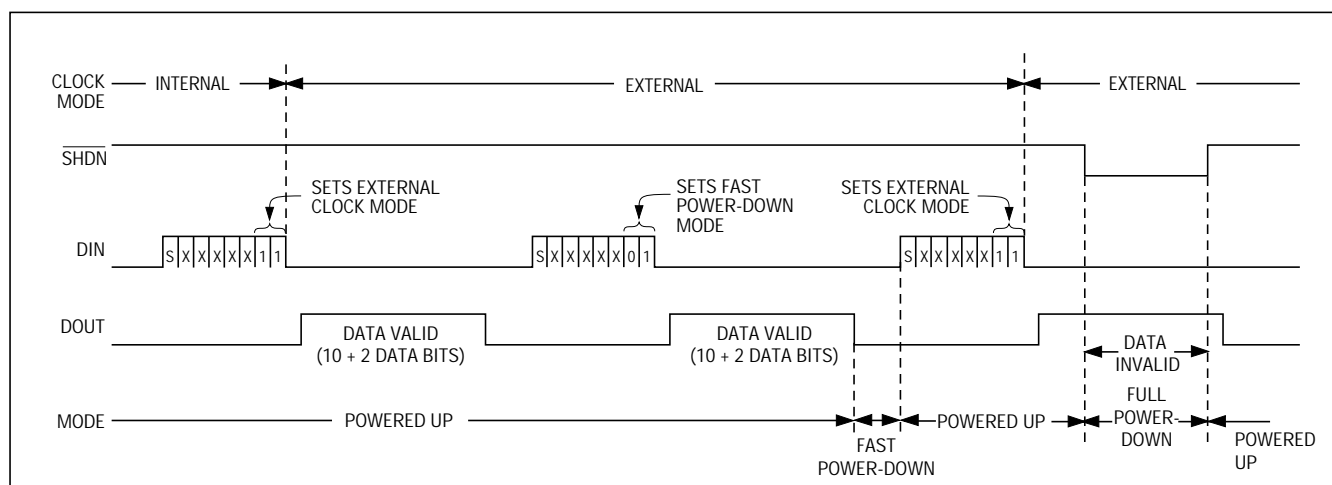 CLOCK
MODE
INTERNAL
EXTERNAL
EXTERNAL
SHDN
SETS EXTERNAL
CLOCK MODE
SETS FAST
POWER-DOWN
MODE
SETS EXTERNAL
CLOCK MODE
DIN
S X X X X X 1 1
S X X X X X 0 1
S X X X X X 1 1
DOUT
DATA VALID
(10 + 2 DATA BITS)
DATA VALID
(10 + 2 DATA BITS)
DATA
INVALID
MODE
POWERED UP
FAST
POWER-DOWN
POWERED UP
FULL
POWER-
DOWN
POWERED
UP